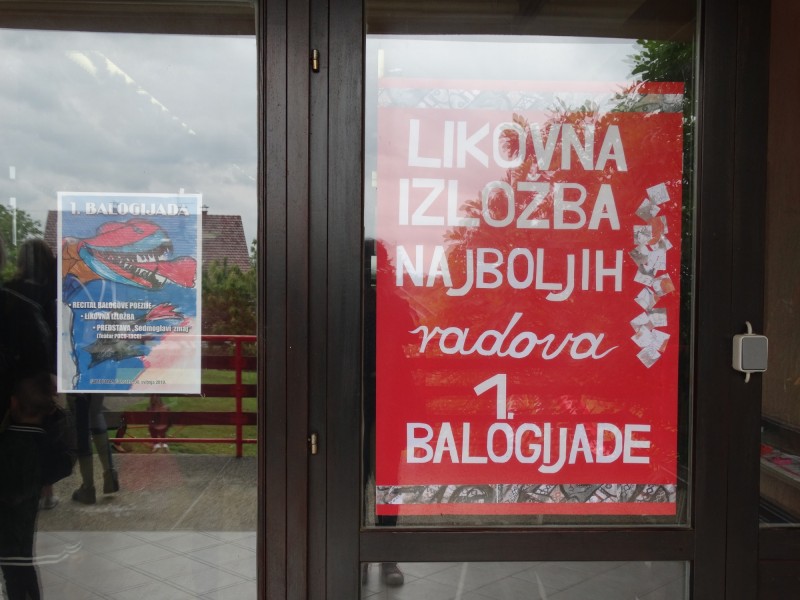 1. BALOGIJADA
• RECITAL BALOGOVE POEZIJE
• LIKOVNA IZLOŽBA
• PREDSTAVA „Sedmoglavi zmaj"
LIKOVNA
IZLOŽBA
NAJBOLJIH
radova
1.
BALOGIJADE